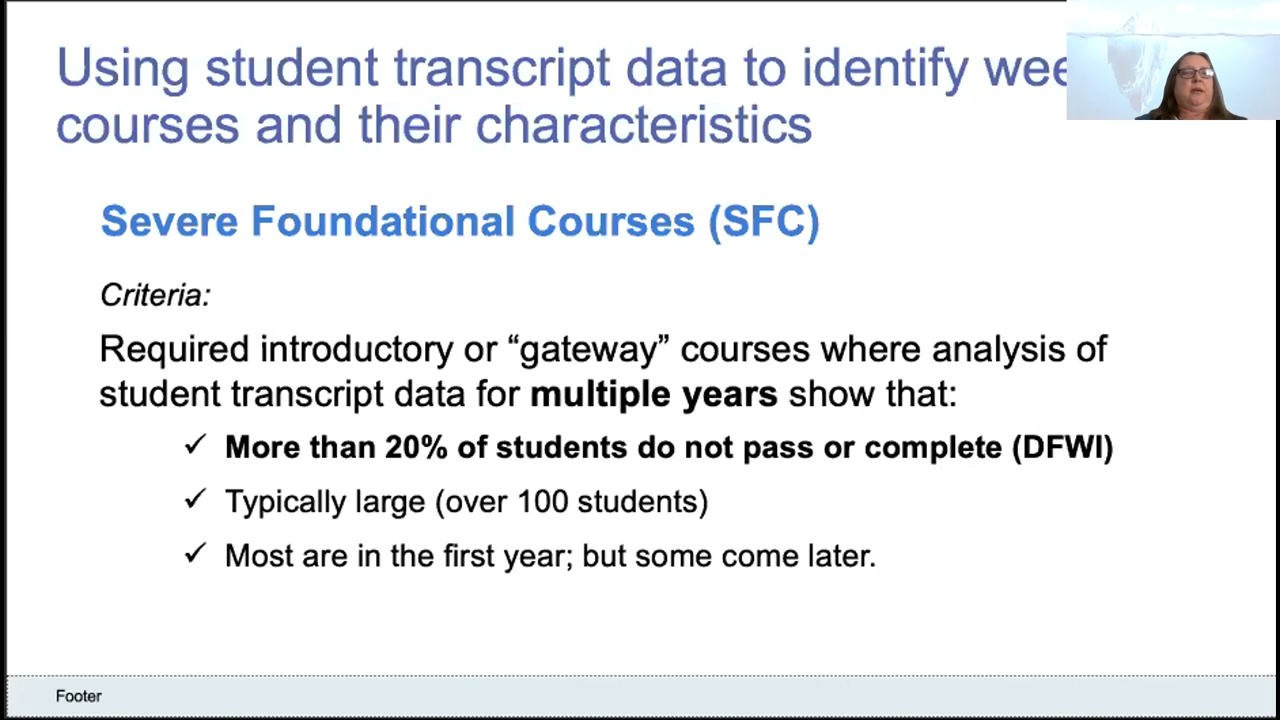 Using student transcript data to identify
courses and their characteristics
Severe Foundational Courses (SFC)
Criteria:
Required introductory or “gateway” courses where analysis of
student transcript data for multiple years show that:
✓ More than 20% of students do not pass or complete (DFWI)
✓ Typically large (over 100 students)
✓ Most are in the first year; but some come later.
Footer